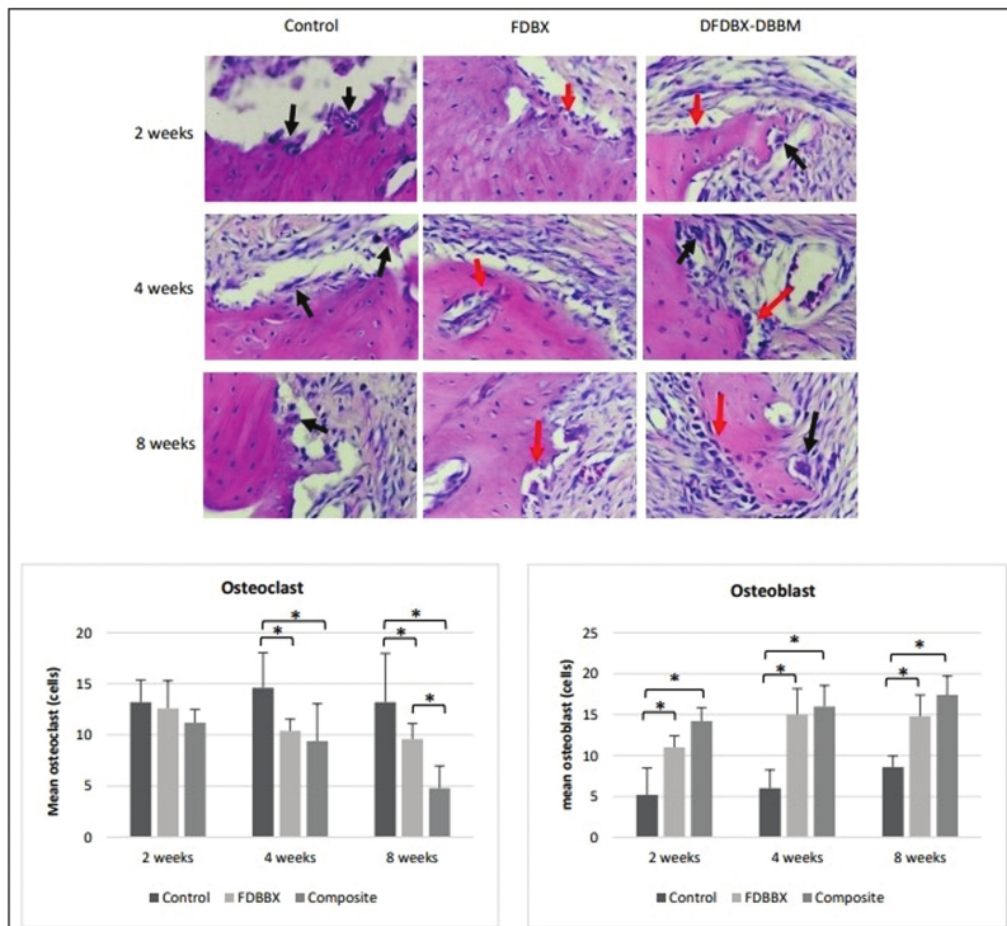 Control FDBX DFDBX-DBBM
2 weeks
4 weeks
8 weeks
Osteoclast
Mean osteoclast (cells)
20
15
10
5
0
* * * * *
2 weeks 4 weeks 8 weeks
Control FDBBX Composite
Osteoblast
mean osteoblast (cells)
25
20
15
10
5
0
* * * * * *
2 weeks 4 weeks 8 weeks
Control FDBBX Composite